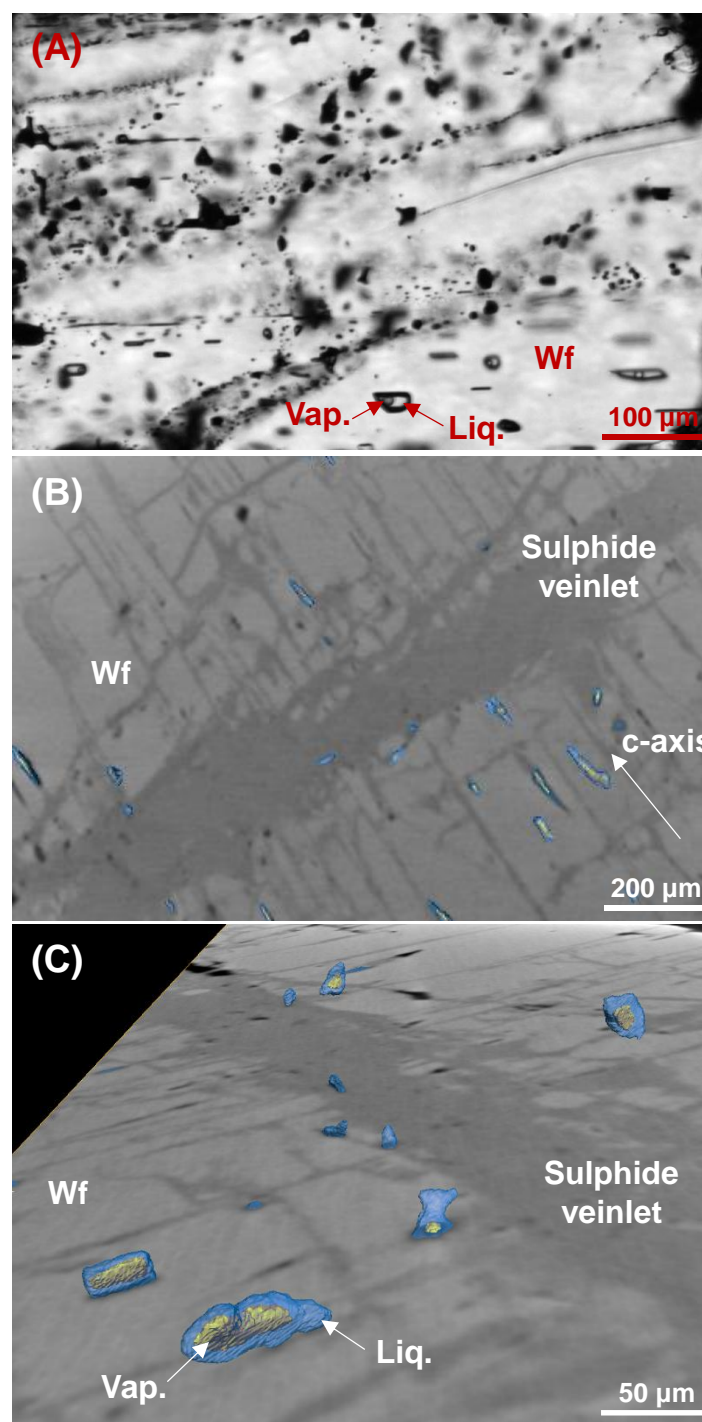 (A)
Wf
Vap.
Liq.
100 µm
(B)
Sulphide
veinlet
Wf
c-axis
200 µm
(C)
Wf
Sulphide
veinlet
Liq.
Vap.
50 µm